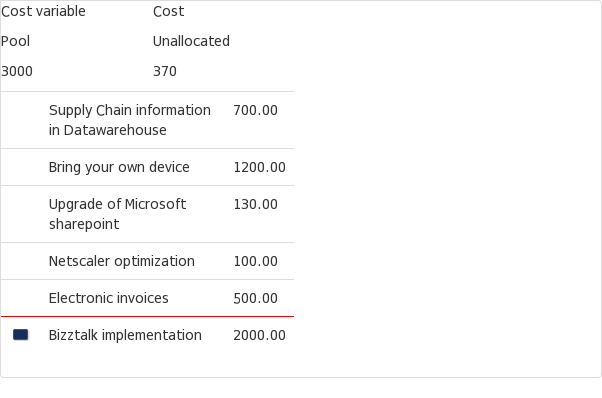 Cost variable Cost
Pool Unallocated
3000 370
Supply Chain information 700.00
in Datawarehouse
Bring your own device 1200.00
Upgrade of Microsoft 130.00
sharepoint
Netscaler optimization 100.00
Electronic invoices 500.00
Bizztalk implementation 2000.00